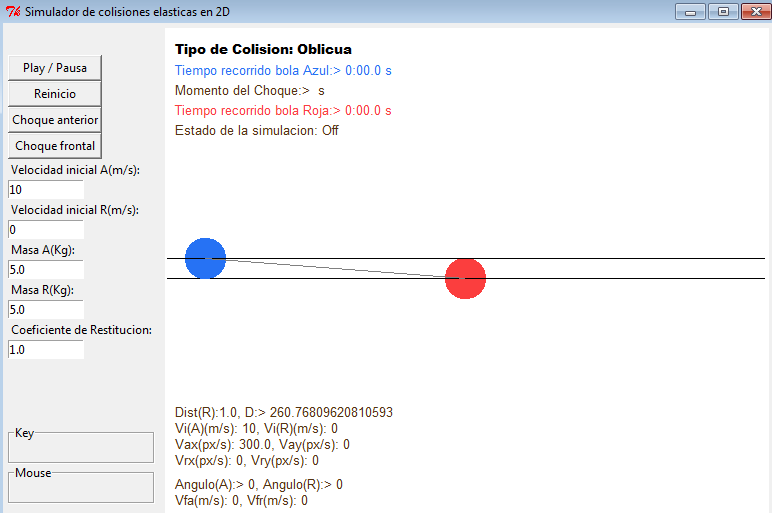 Simulador de colisiones elasticas en 2D
Play / Pausa
Reinicio
Choque anterior
Choque frontal
Velocidad inicial A(m/s):
10
Velocidad inicial R(m/s):
0
Masa A(Kg):
5.0
Masa R(Kg):
5.0
Coeficiente de Restitucion:
1.0
Key
Mouse
Tipo de Colision: Oblicua
Tiempo recorrido bola Azul:> 0:00.0 s
Momento del Choque:> s
Tiempo recorrido bola Roja:> 0:00.0 s
Estado de la simulacion: Off
Dist(R):1.0, D:> 260.76809620810593
Vi(A)(m/s): 10, Vi(R)(m/s): 0
Vax(px/s): 300.0, Vay(px/s): 0
Vrx(px/s): 0, Vry(px/s): 0
Angulo(A):> 0, Angulo(R):> 0
Vfa(m/s): 0, Vfr(m/s): 0